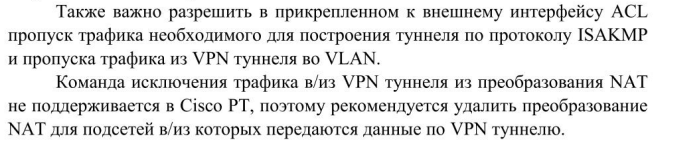 Также важно разрешить в прикрепленном к внешнему интерфейсу ACL
пропуск трафика необходимого для построения туннеля по протоколу ISAKMP
и пропуска трафика из VPN туннеля во VLAN.
Команда исключения трафика в/из VPN туннеля из преобразования NAT
не поддерживается в Cisco PT, поэтому рекомендуется удалить преобразование
NAT для подсетей в/из которых передаются данные по VPN туннелю.